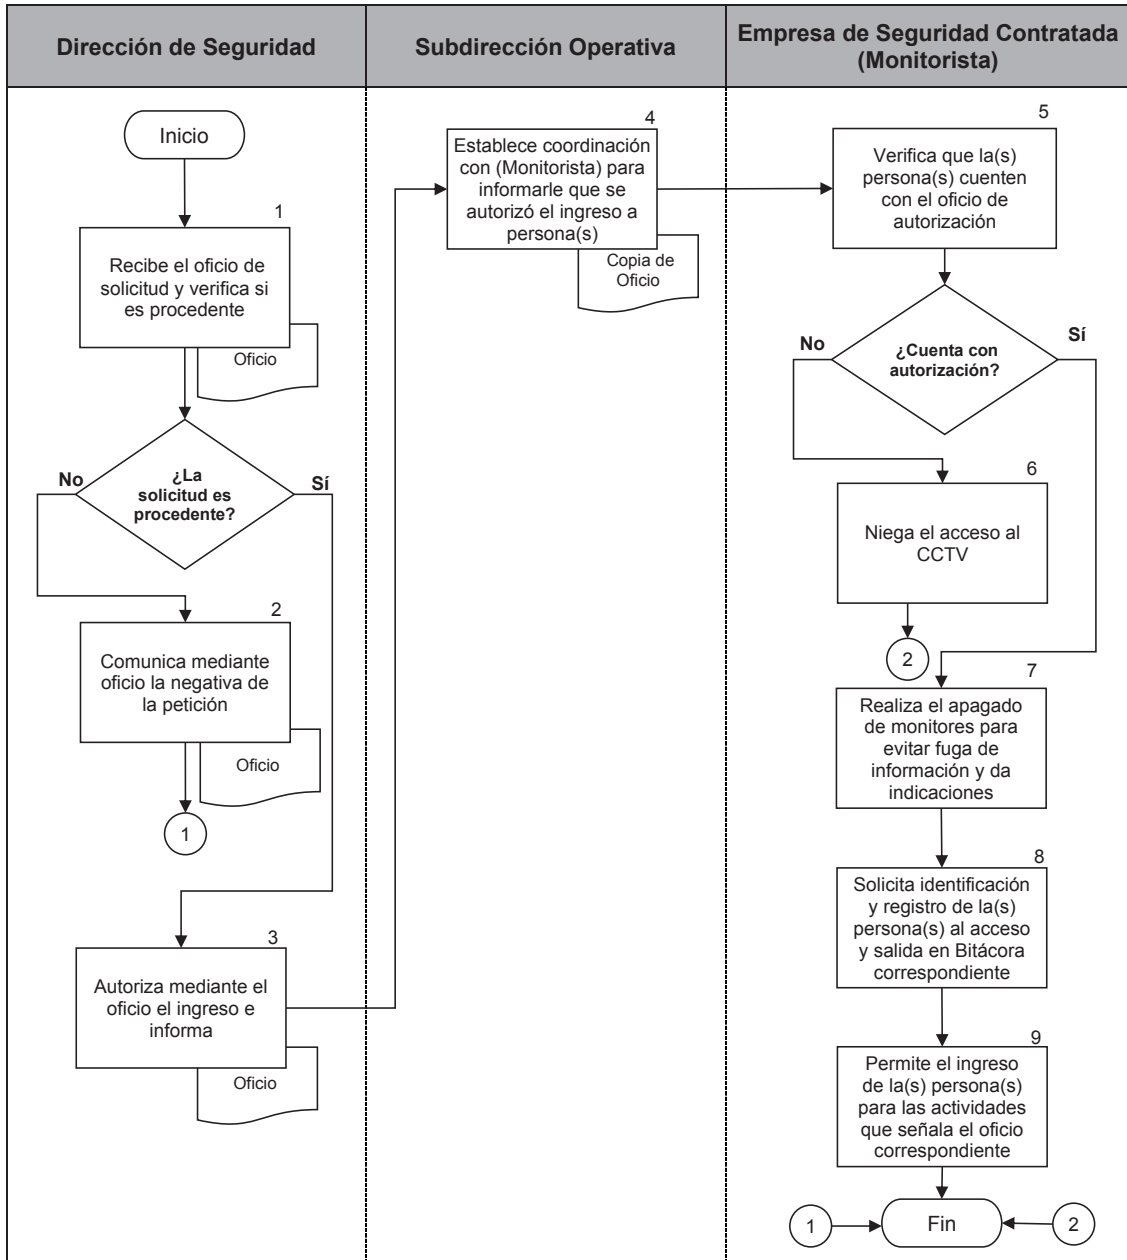 Dirección de Seguridad
Subdirección Operativa
Empresa de Seguridad Contratada
(Monitorista)
Inicio
1
Recibe el oficio de
solicitud y verifica si
es procedente
Oficio
¿La
solicitud es
procedente?
No
Sí
2
Comunica mediante
oficio la negativa de
la petición
Oficio
1
3
Autoriza mediante el
oficio el ingreso e
informa
Oficio
4
Establece coordinación
con (Monitorista) para
informarle que se
autorizó el ingreso a
persona(s)
Copia de
Oficio
5
Verifica que la(s)
persona(s) cuenten
con el oficio de
autorización
No
Sí
¿Cuenta con
autorización?
6
Niega el acceso al
CCTV
2
7
Realiza el apagado
de monitores para
evitar fuga de
información y da
indicaciones
8
Solicita identificación
y registro de la(s)
persona(s) al acceso
y salida en Bitácora
correspondiente
9
Permite el ingreso
de la(s) persona(s)
para las actividades
que señala el oficio
correspondiente
1
Fin
2